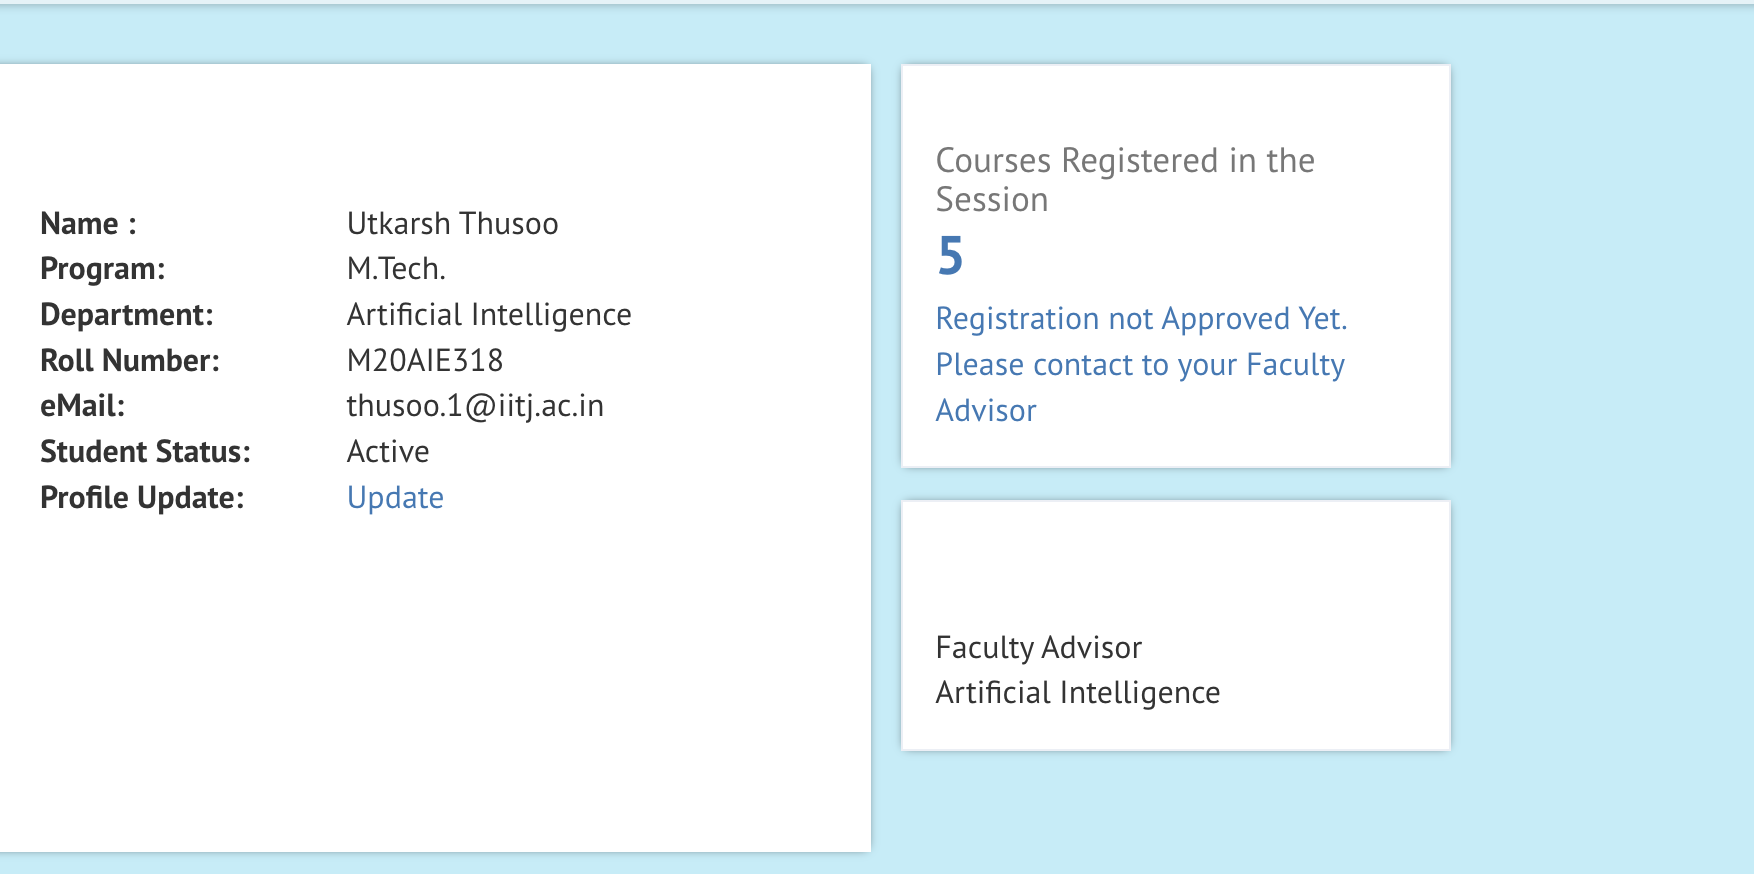 Name : Utkarsh Thusoo
Program: M.Tech.
Department: Artificial Intelligence
Roll Number: M20AIE318
eMail: thusoo.1@iitj.ac.in
Student Status: Active
Profile Update: Update
Courses Registered in the
Session
5
Registration not Approved Yet.
Please contact to your Faculty
Advisor
Faculty Advisor
Artificial Intelligence